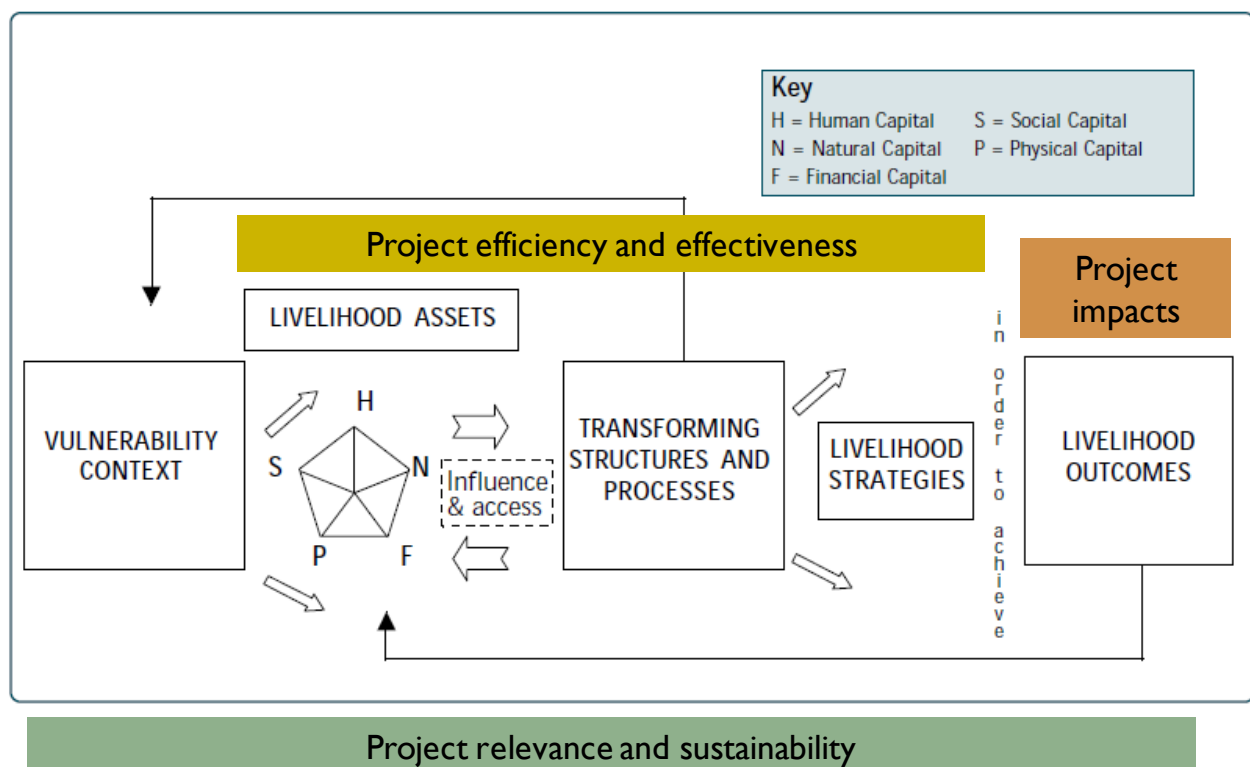 Key
H = Human Capital
S = Social Capital
N = Natural Capital
P = Physical Capital
F = Financial Capital
Project efficiency and effectiveness
Project
impacts
LIVELIHOOD ASSETS
VULNERABILITY
CONTEXT
H
S
N
P
F
Influence
& access
TRANSFORMING
STRUCTURES AND
PROCESSES
LIVELIHOOD
STRATEGIES
in order to achieve
LIVELIHOOD
OUTCOMES
Project relevance and sustainability